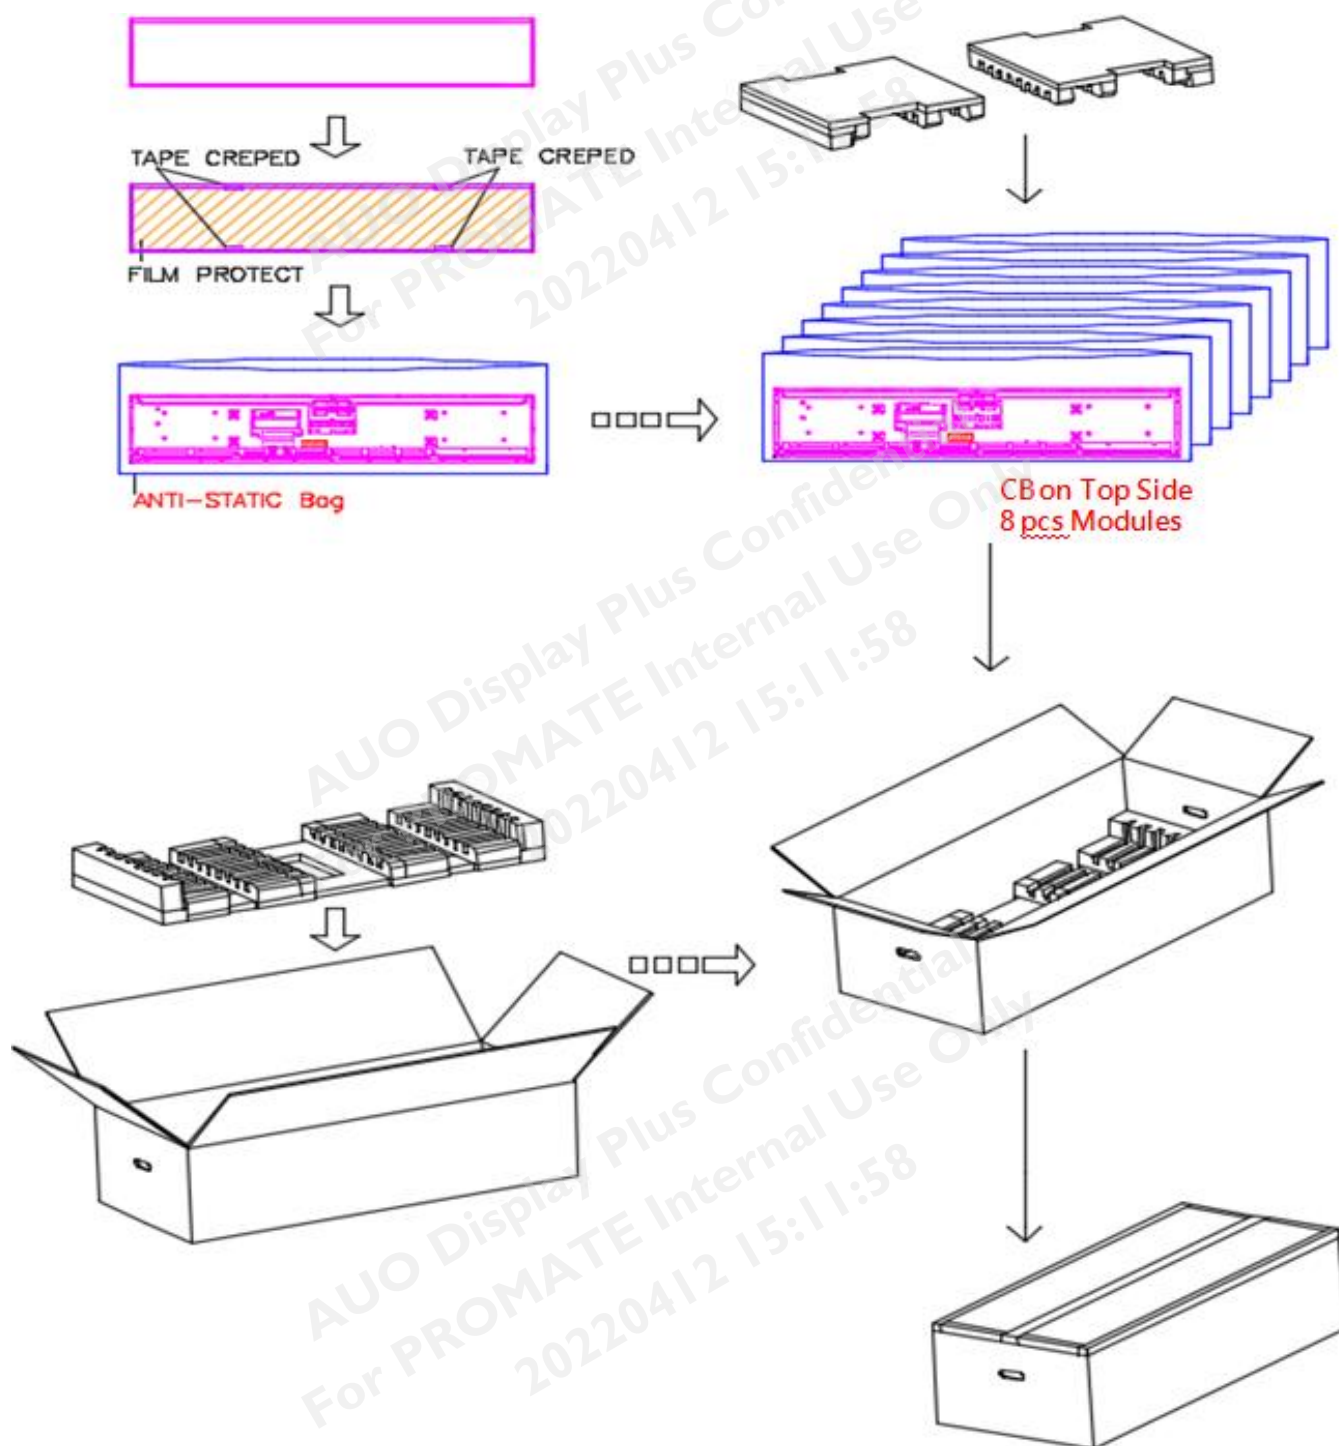 TAPE CREPED
TAPE CREPED
FILM PROTECT
ANTI-STATIC Bag
CB on Top Side
8 pcs Modules
AUO Display Plus Confidential
For PROMATE Internal Use Only
20220412 15:11:58
AUO Display Plus Confidential
For PROMATE Internal Use Only
20220412 15:11:58
AUO Display Plus Confidential
For PROMATE Internal Use Only
20220412 15:11:58